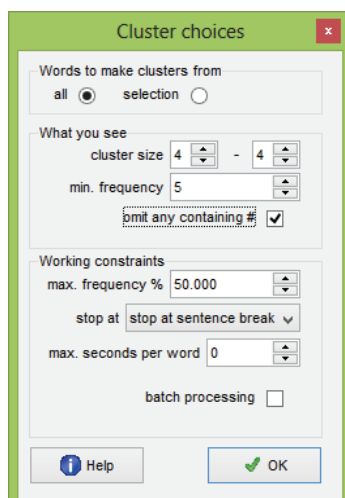 Cluster choices
x
Words to make clusters from
all selection
What you see
cluster size 4 - 4
min. frequency 5
omit any containing #
Working constraints
max. frequency % 50.000
stop at stop at sentence break
max. seconds per word 0
batch processing
i Help OK